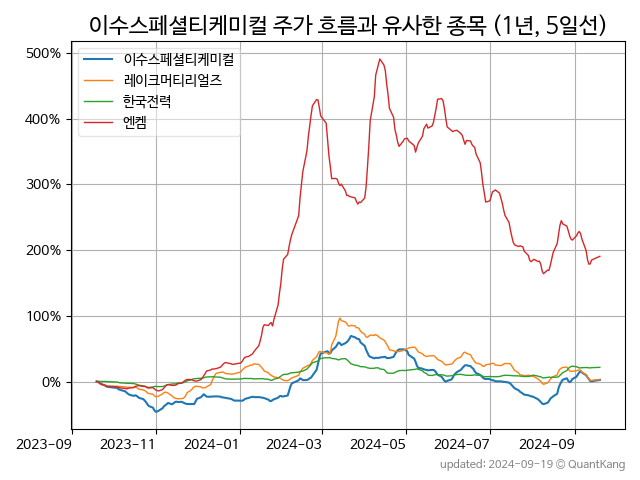 이수스페셜티케미컬 주가 흐름과 유사한 종목 (1년, 5일선)
이수스페셜티케미컬
레이크머티리얼즈
한국전력
엔켐
500%
400%
300%
200%
100%
0%
2023-09 2023-11 2024-01 2024-03 2024-05 2024-07 2024-09
updated: 2024-09-19 © QuantKang